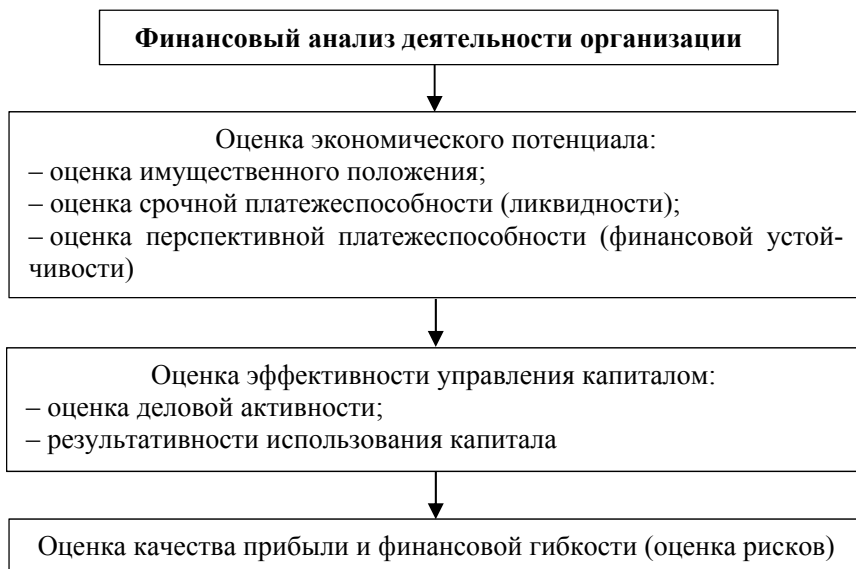 Финансовый анализ деятельности организации
Оценка экономического потенциала:
– оценка имущественного положения;
– оценка срочной платежеспособности (ликвидности);
– оценка перспективной платежеспособности (финансовой устой-
чивости)
Оценка эффективности управления капиталом:
– оценка деловой активности;
– результативности использования капитала
Оценка качества прибыли и финансовой гибкости (оценка рисков)